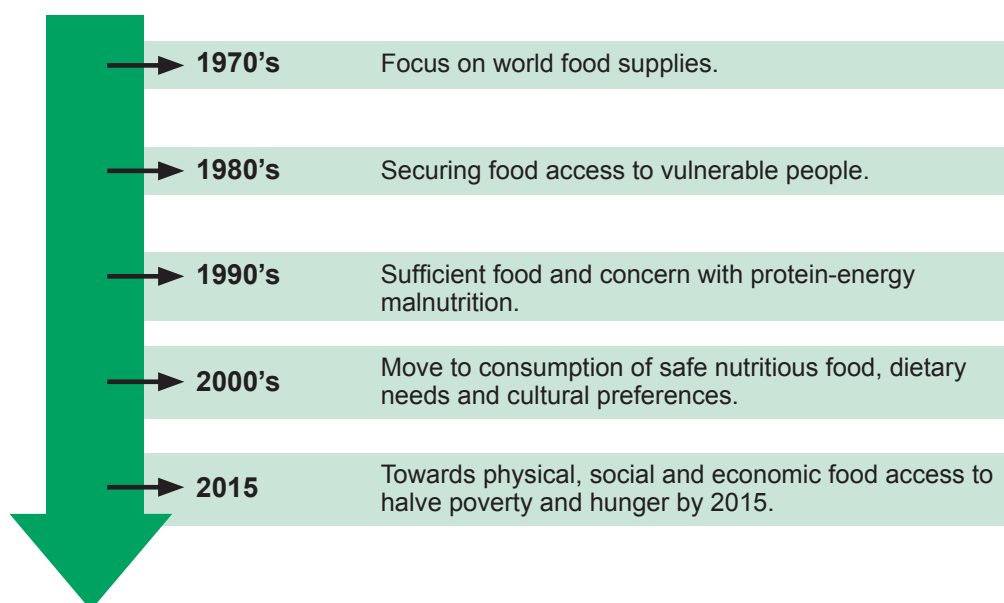 1970’s Focus on world food supplies.
1980’s Securing food access to vulnerable people.
1990’s Sufficient food and concern with protein-energy
malnutrition.
2000’s Move to consumption of safe nutritious food, dietary
needs and cultural preferences.
2015 Towards physical, social and economic food access to
halve poverty and hunger by 2015.